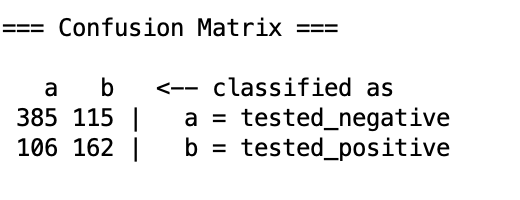 === Confusion Matrix ===
a b <-- classified as
385 115 | a = tested_negative
106 162 | b = tested_positive